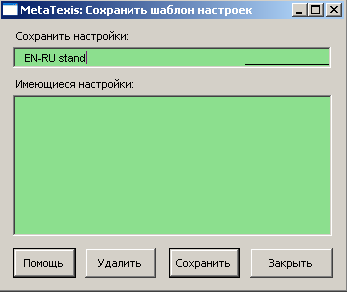 MetaTexis: Сохранить шаблон настроек
Сохранить настройки:
EN-RU stand
Имеющиеся настройки:
Помощь Удалить Сохранить Закрыть